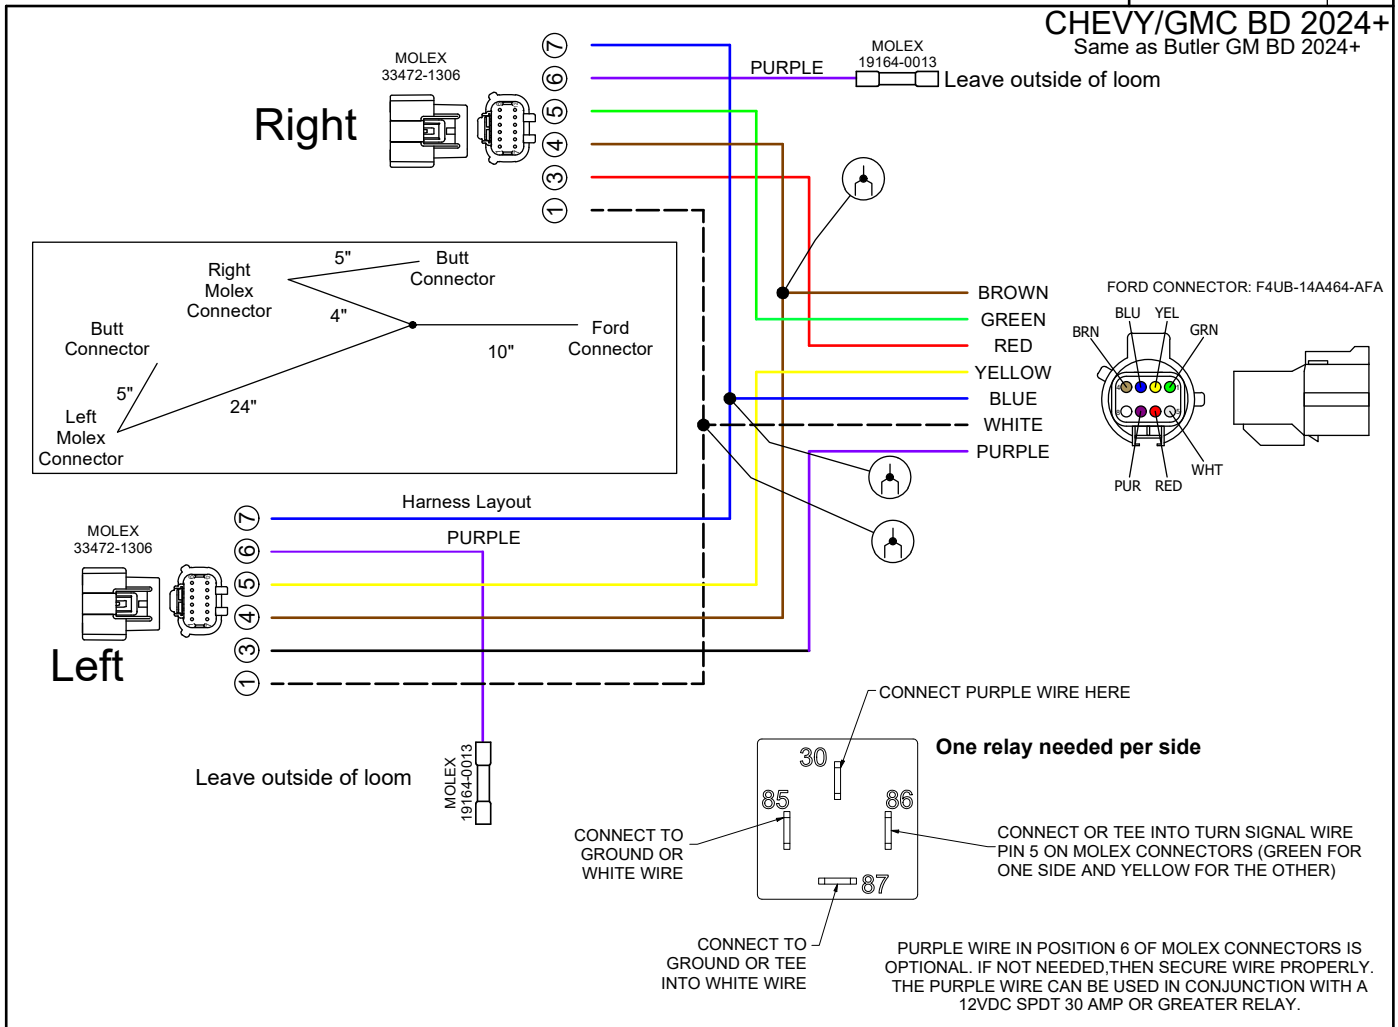 CHEVY/GMC BD 2024+
Same as Butler GM BD 2024+
MOLEX
33472-1306
Right
7
6
5
4
3
1
PURPLE
MOLEX
19164-0013
Leave outside of loom
5"
Right
Molex
Connector
Butt
Connector
4"
Butt
Connector
Ford
Connector
10"
5"
24"
Left
Molex
Connector
Harness Layout
BROWN
GREEN
RED
YELLOW
BLUE
WHITE
PURPLE
FORD CONNECTOR: F4UB-14A464-AFA
BLU YEL
BRN GRN
4 1
8 5
WHT
PUR RED
MOLEX
33472-1306
Left
7
6
5
4
3
1
PURPLE
MOLEX
19164-0013
Leave outside of loom
CONNECT PURPLE WIRE HERE
One relay needed per side
30
85
86
87
CONNECT TO
GROUND OR
WHITE WIRE
CONNECT OR TEE INTO TURN SIGNAL WIRE
PIN 5 ON MOLEX CONNECTORS (GREEN FOR
ONE SIDE AND YELLOW FOR THE OTHER)
CONNECT TO
GROUND OR TEE
INTO WHITE WIRE
PURPLE WIRE IN POSITION 6 OF MOLEX CONNECTORS IS
OPTIONAL. IF NOT NEEDED,THEN SECURE WIRE PROPERLY.
THE PURPLE WIRE CAN BE USED IN CONJUNCTION WITH A
12VDC SPDT 30 AMP OR GREATER RELAY.